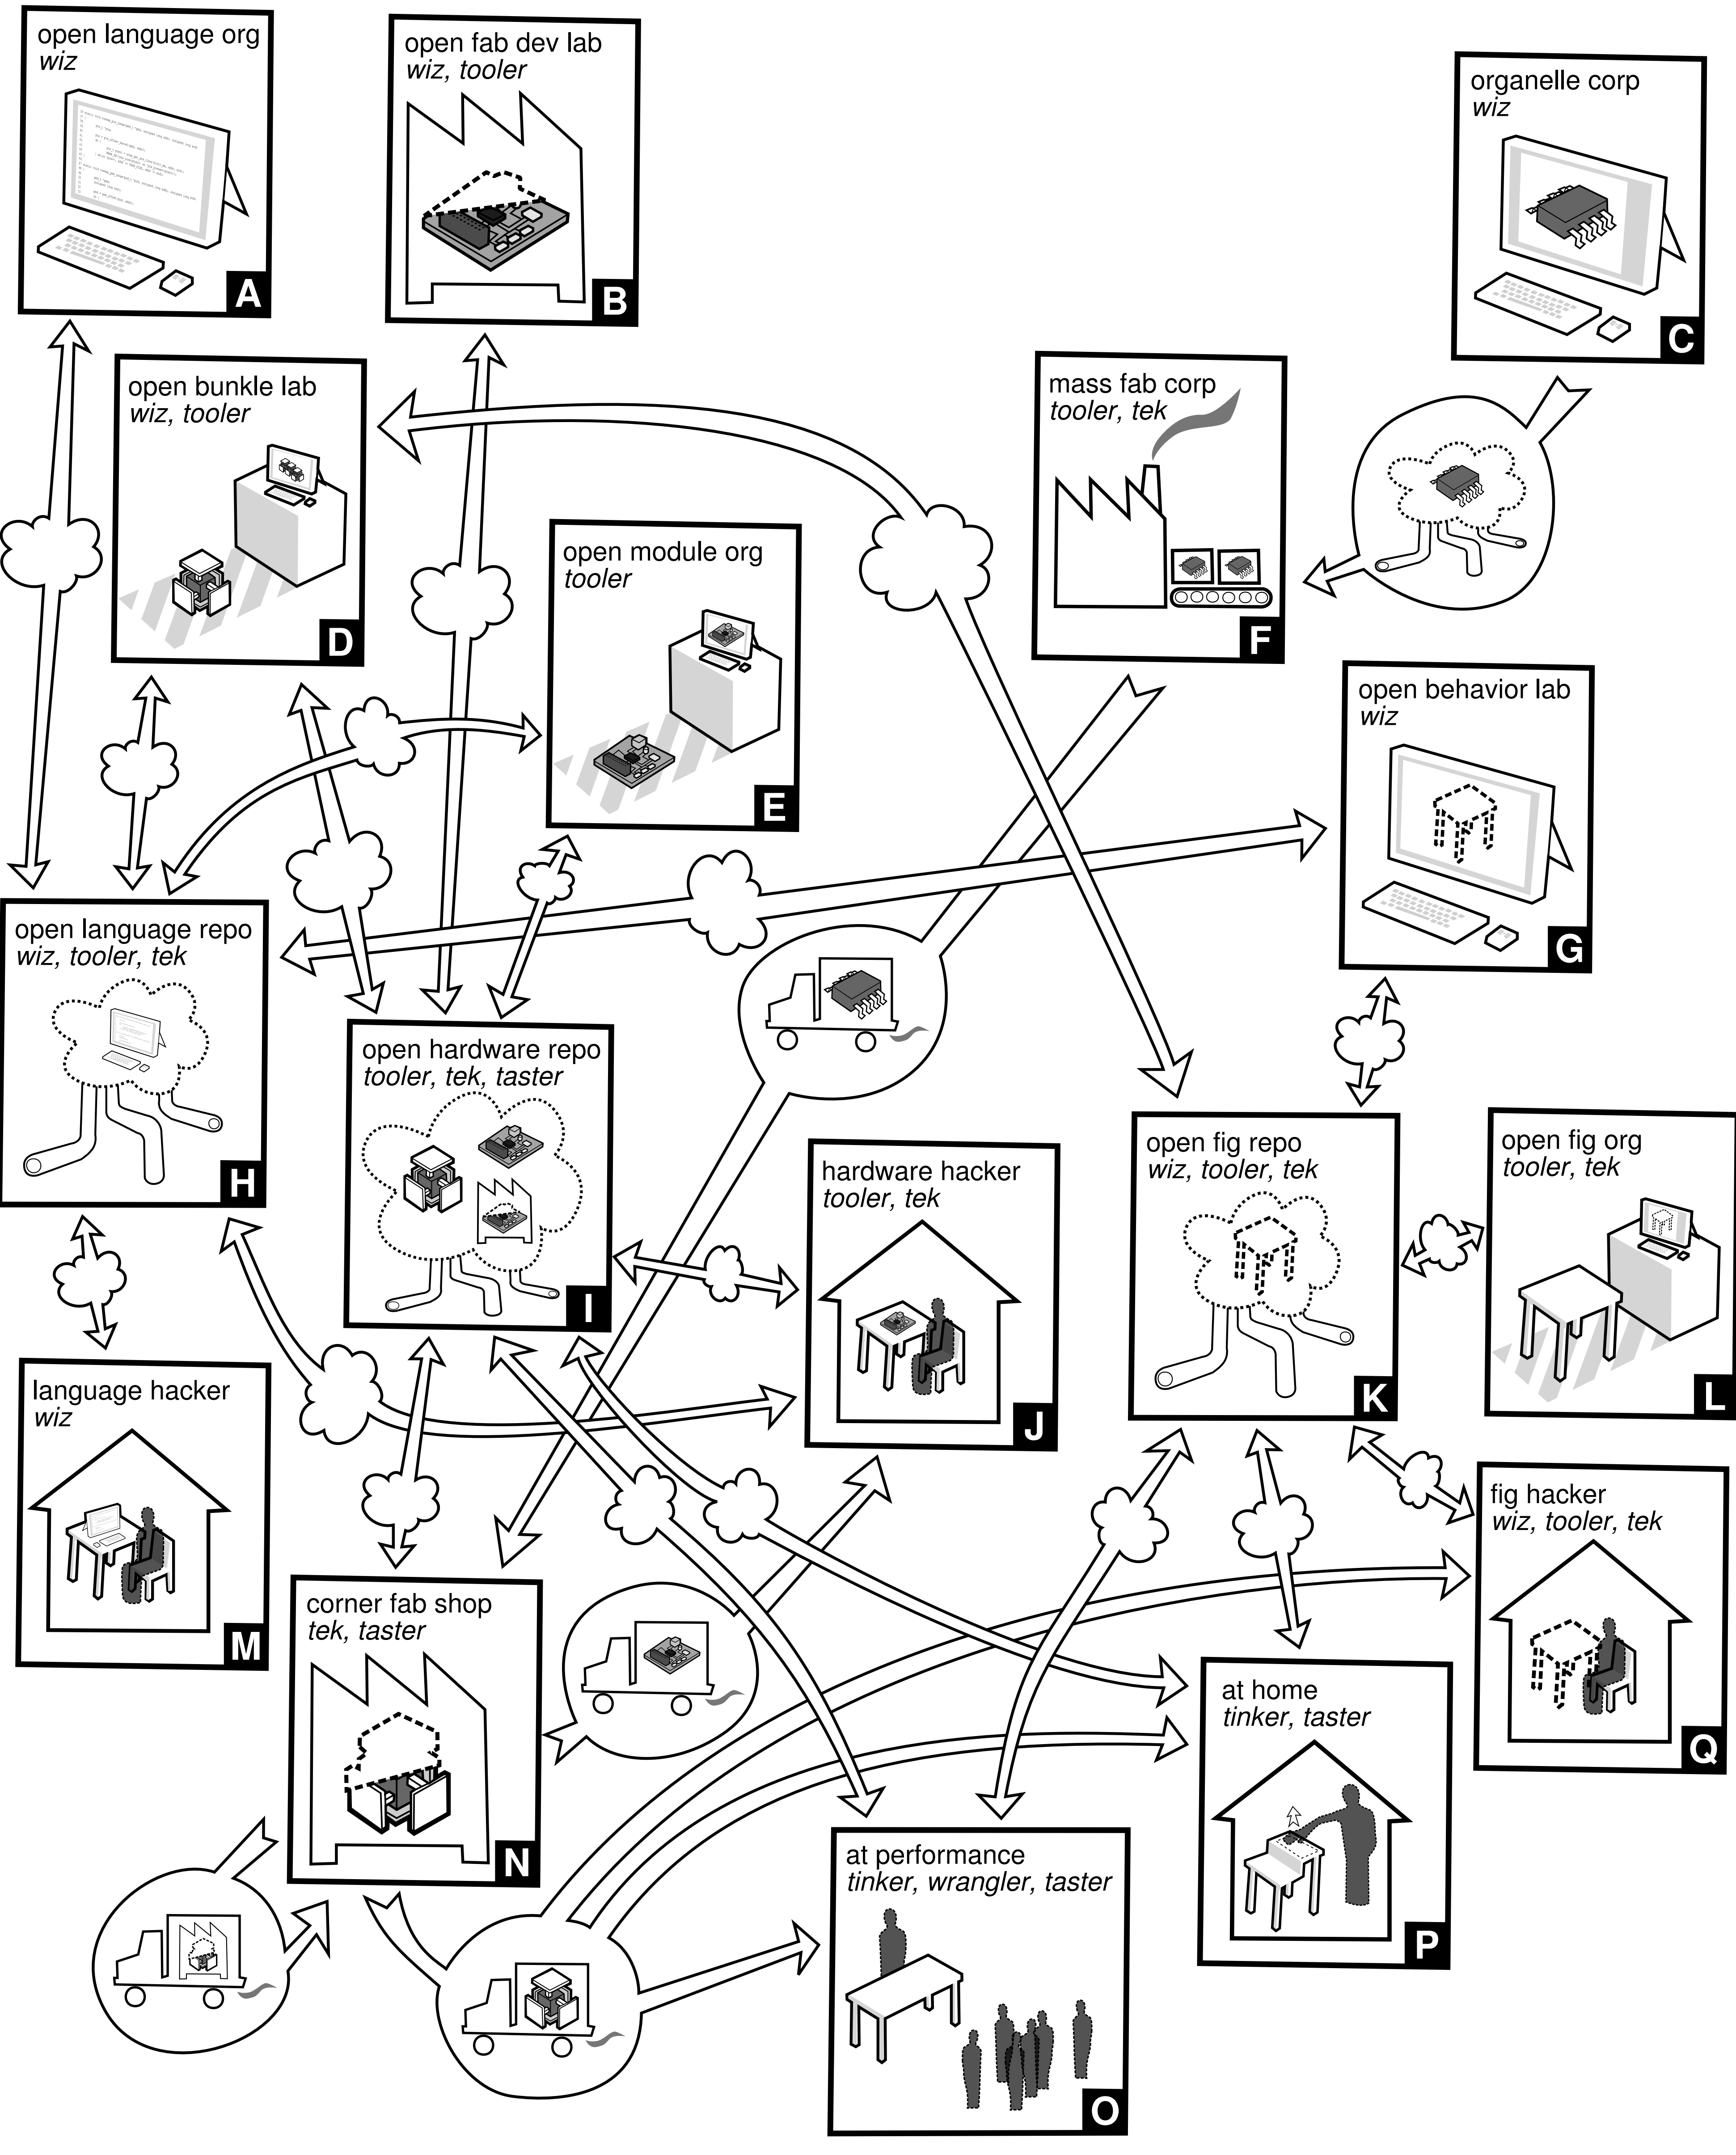 open language org
wiz
A
open fab dev lab
wiz, tooler
B
organelle corp
wiz
C
open bunkle lab
wiz, tooler
D
open module org
tooler
E
mass fab corp
tooler, tek
F
open behavior lab
wiz
G
open language repo
wiz, tooler, tek
H
open hardware repo
tooler, tek, taster
I
hardware hacker
tooler, tek
J
open fig repo
wiz, tooler, tek
K
open fig org
tooler, tek
L
language hacker
wiz
M
corner fab shop
tek, taster
N
at performance
tinker, wrangler, taster
O
at home
tinker, taster
P
fig hacker
wiz, tooler, tek
Q